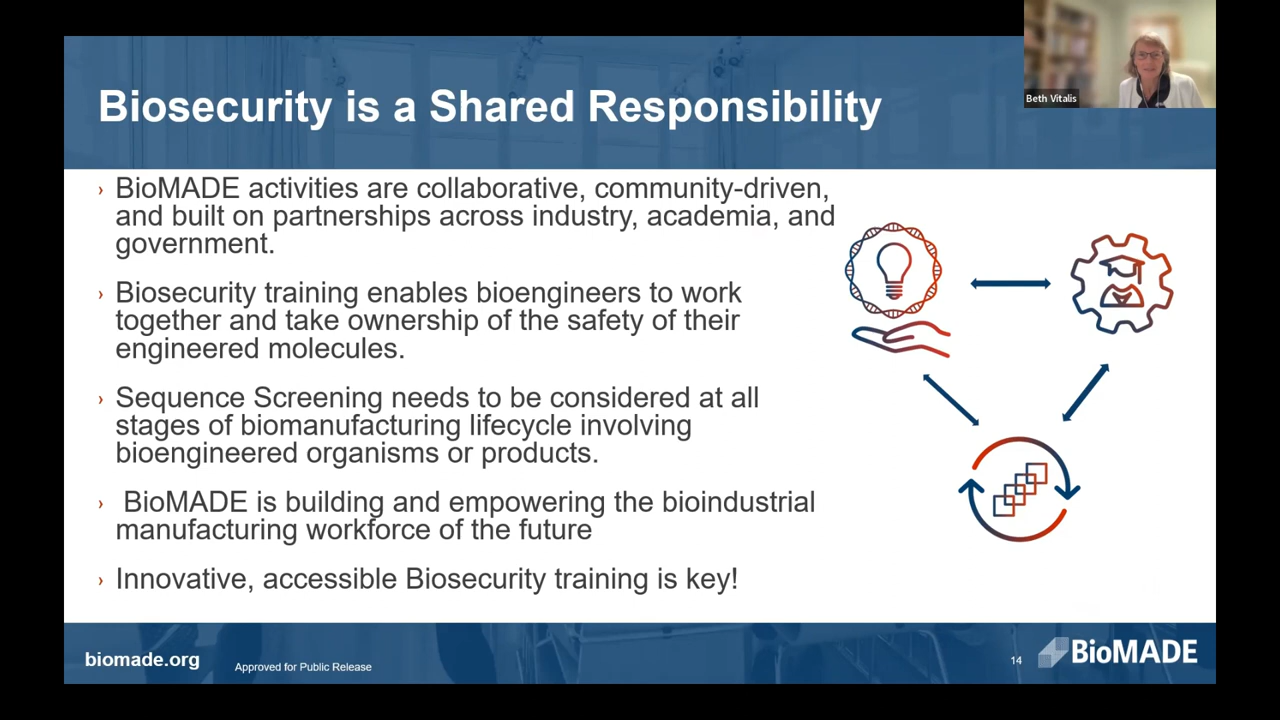 Beth Vitalis
Biosecurity is a Shared Responsibility
› BioMADE activities are collaborative, community-driven,
and built on partnerships across industry, academia, and
government.
› Biosecurity training enables bioengineers to work
together and take ownership of the safety of their
engineered molecules.
› Sequence Screening needs to be considered at all
stages of biomanufacturing lifecycle involving
bioengineered organisms or products.
› BioMADE is building and empowering the bioindustrial
manufacturing workforce of the future
› Innovative, accessible Biosecurity training is key!
biomade.org
Approved for Public Release
14
BioMADE